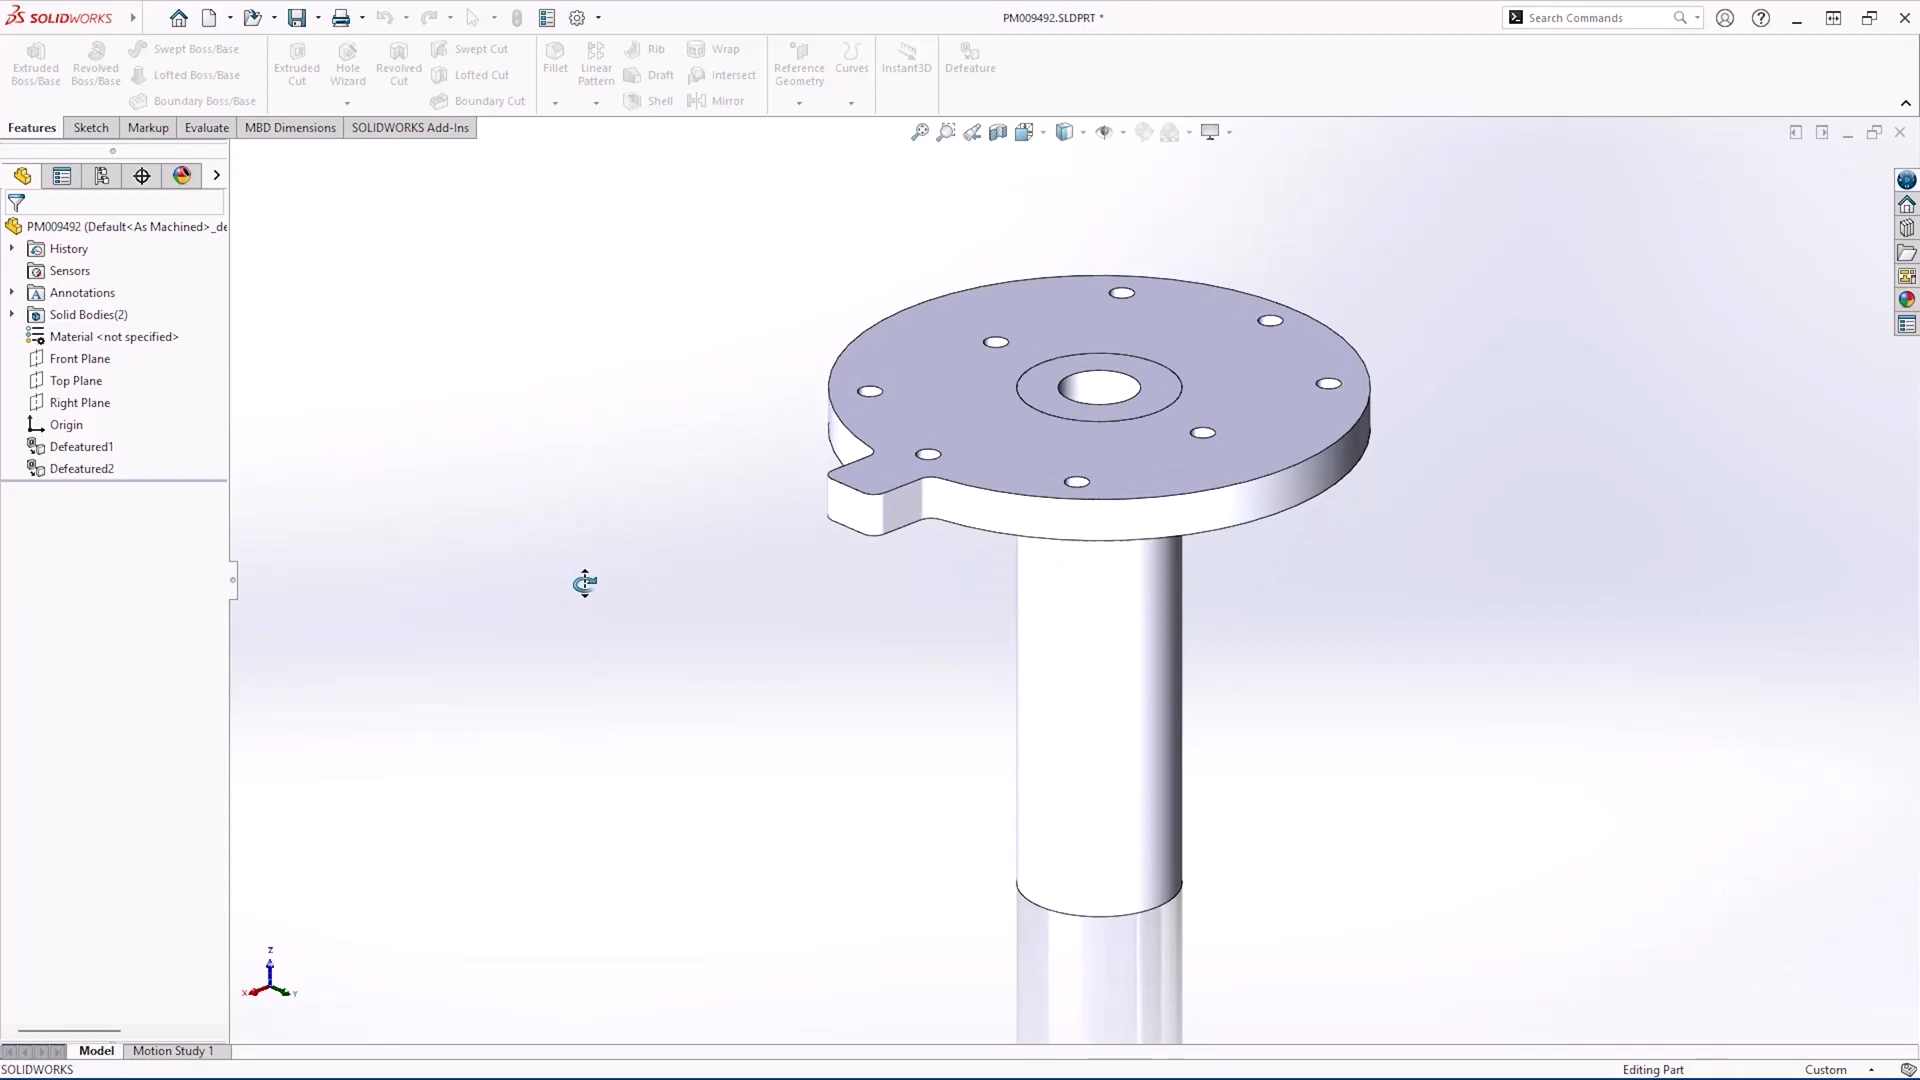 SOLIDWORKS
PM009492.SLDPRT *
Search Commands
Extruded Boss/Base
Revolved Boss/Base
Swept Boss/Base
Lofted Boss/Base
Boundary Boss/Base
Extruded Cut
Hole Wizard
Revolved Cut
Swept Cut
Lofted Cut
Boundary Cut
Fillet
Linear Pattern
Rib
Draft
Shell
Wrap
Intersect
Mirror
Reference Geometry
Curves
Instant3D
Defeature
Features
Sketch
Markup
Evaluate
MBD Dimensions
SOLIDWORKS Add-Ins
PM009492 (Default<As Machined>_de
History
Sensors
Annotations
Solid Bodies(2)
Material <not specified>
Front Plane
Top Plane
Right Plane
Origin
Defeatured1
Defeatured2
Z
X
Y
Model
Motion Study 1
SOLIDWORKS
Editing Part
Custom